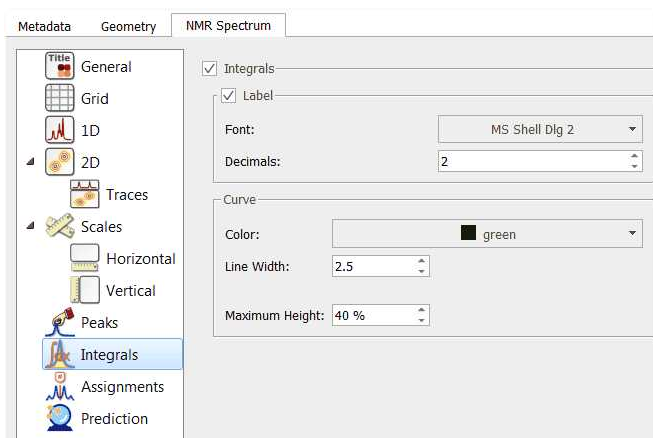 Metadata Geometry NMR Spectrum
Title
General
Grid
1D
2D
Traces
Scales
Horizontal
Vertical
Peaks
Integrals
Assignments
Prediction
Integrals
Label
Font: MS Shell Dlg 2
Decimals: 2
Curve
Color: green
Line Width: 2.5
Maximum Height: 40 %